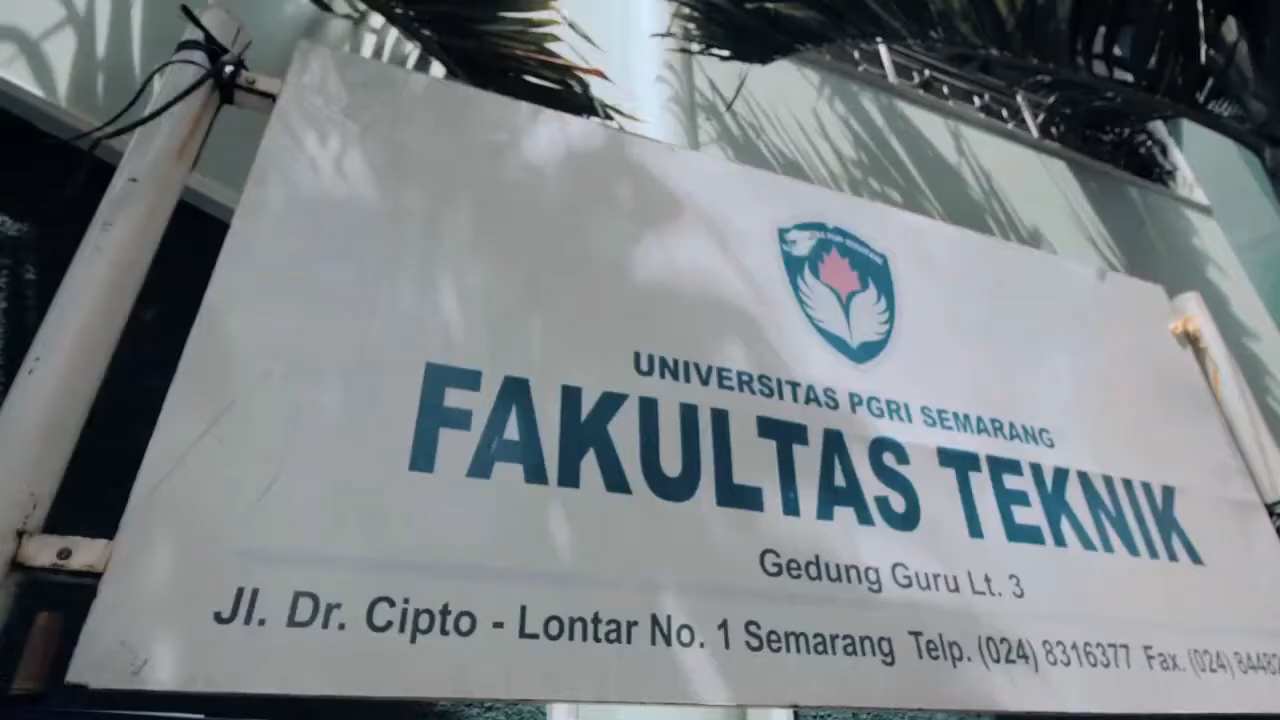 UNIVERSITAS PGRI SEMARANG
FAKULTAS TEKNIK
Gedung Guru Lt. 3
Jl. Dr. Cipto - Lontar No. 1 Semarang Telp. (024) 8316377 Fax. (024)